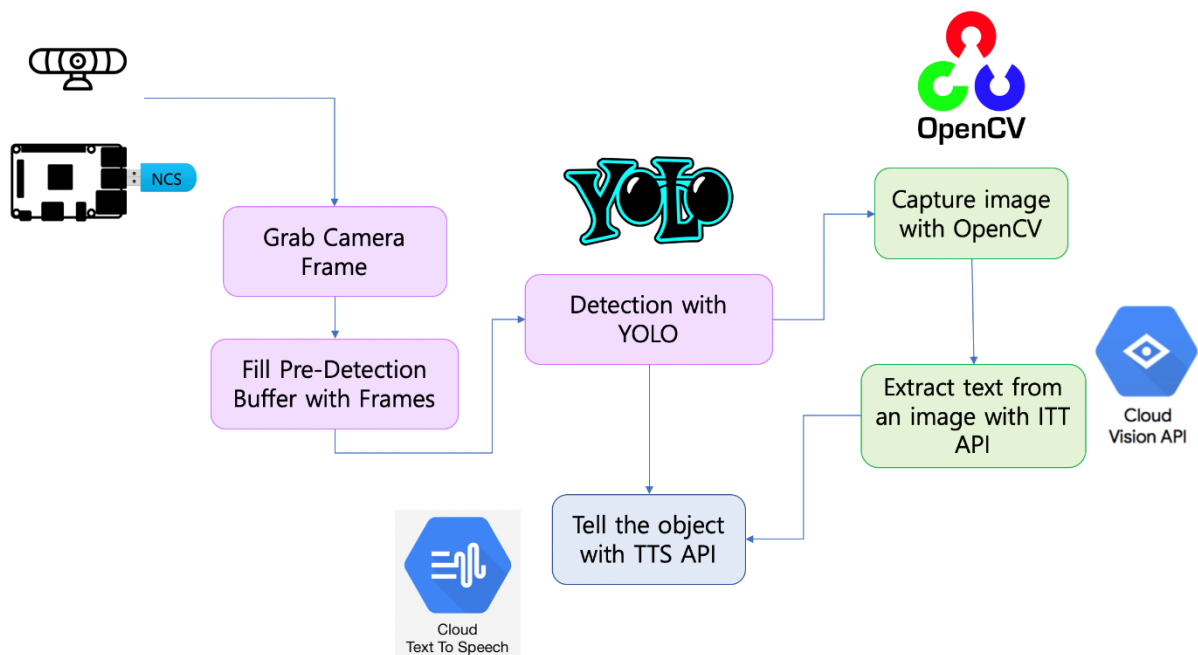 NCS
Grab Camera
Frame
Fill Pre-Detection
Buffer with Frames
YOLO
Detection with
YOLO
OpenCV
Capture image
with OpenCV
Extract text from
an image with ITT
API
Cloud
Vision API
Tell the object
with TTS API
Cloud
Text To Speech